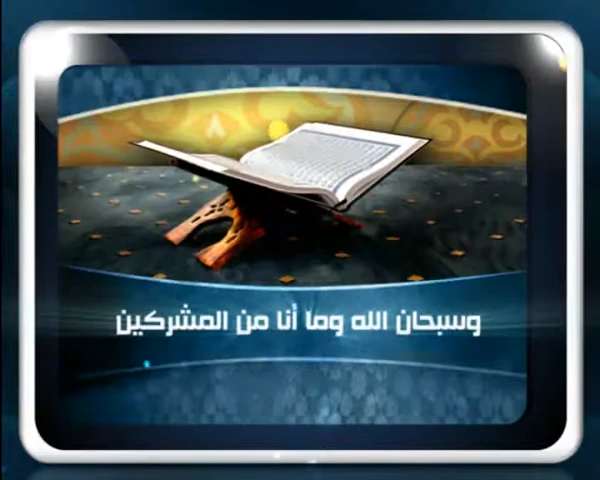 وسبحان الله وما أنا من المشركين